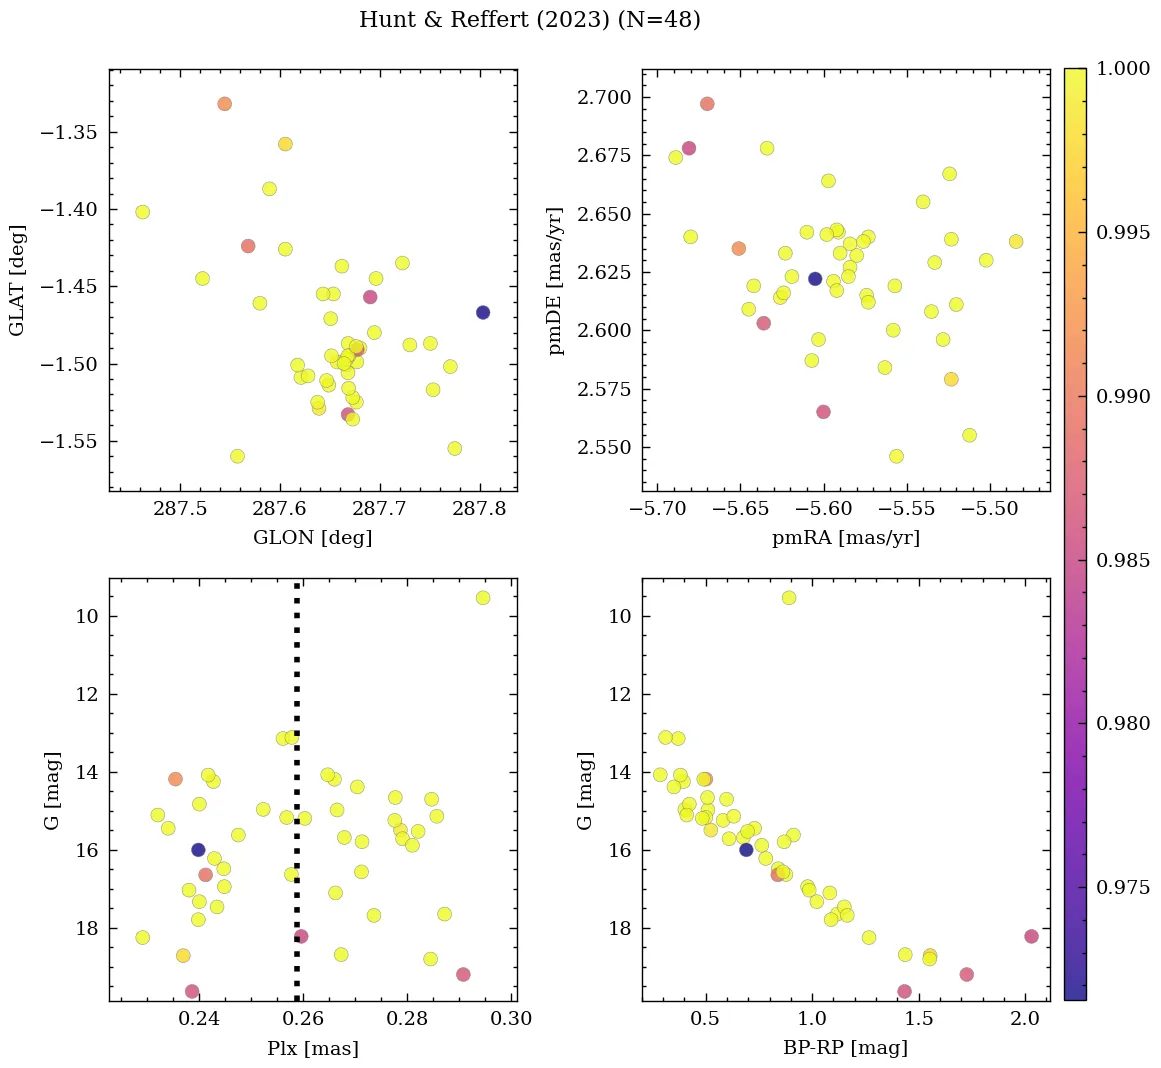 Hunt & Reffert (2023) (N=48)
−1.35
−1.40
−1.45
−1.50
−1.55
GLAT [deg]
287.5 287.6 287.7 287.8
GLON [deg]
2.700
2.675
2.650
2.625
2.600
2.575
2.550
pmDE [mas/yr]
−5.70 −5.65 −5.60 −5.55 −5.50
pmRA [mas/yr]
10
12
14
16
18
G [mag]
0.24 0.26 0.28 0.30
Plx [mas]
10
12
14
16
18
G [mag]
0.5 1.0 1.5 2.0
BP-RP [mag]
1.000
0.995
0.990
0.985
0.980
0.975